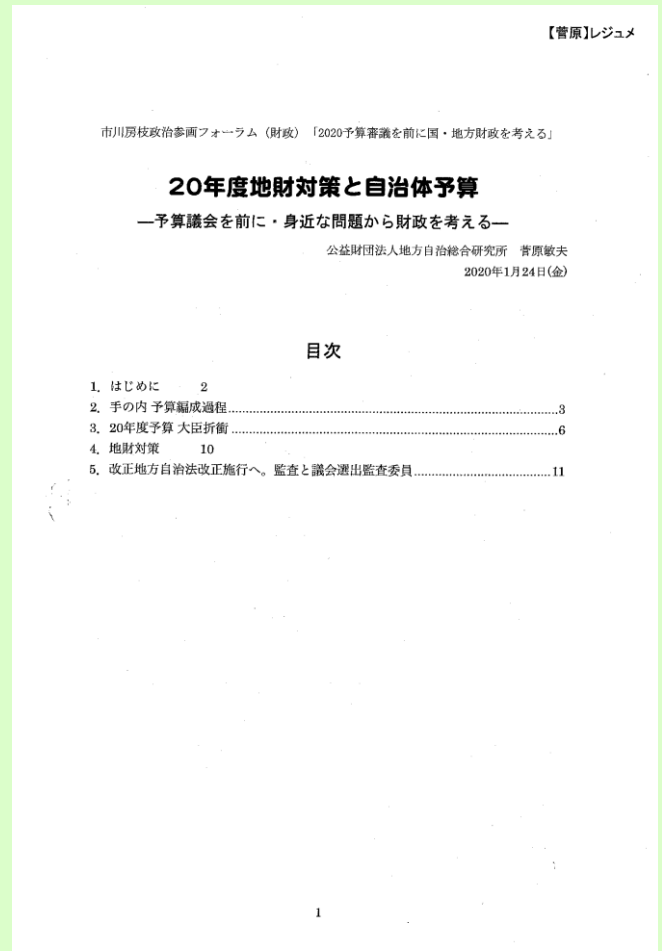 【菅原】レジュメ
市川房枝政治参画フォーラム（財政）「2020予算審議を前に国・地方財政を考える」
20年度地財対策と自治体予算
―予算議会を前に・身近な問題から財政を考える―
公益財団法人地方自治総合研究所　菅原敏夫
2020年1月24日(金)
目次
1. はじめに　2
2. 手の内 予算編成過程……………………………………………3
3. 20年度予算 大臣折衝……………………………………………6
4. 地財対策　10
5. 改正地方自治法改正施行へ。監査と議会選出監査委員……………………11
1